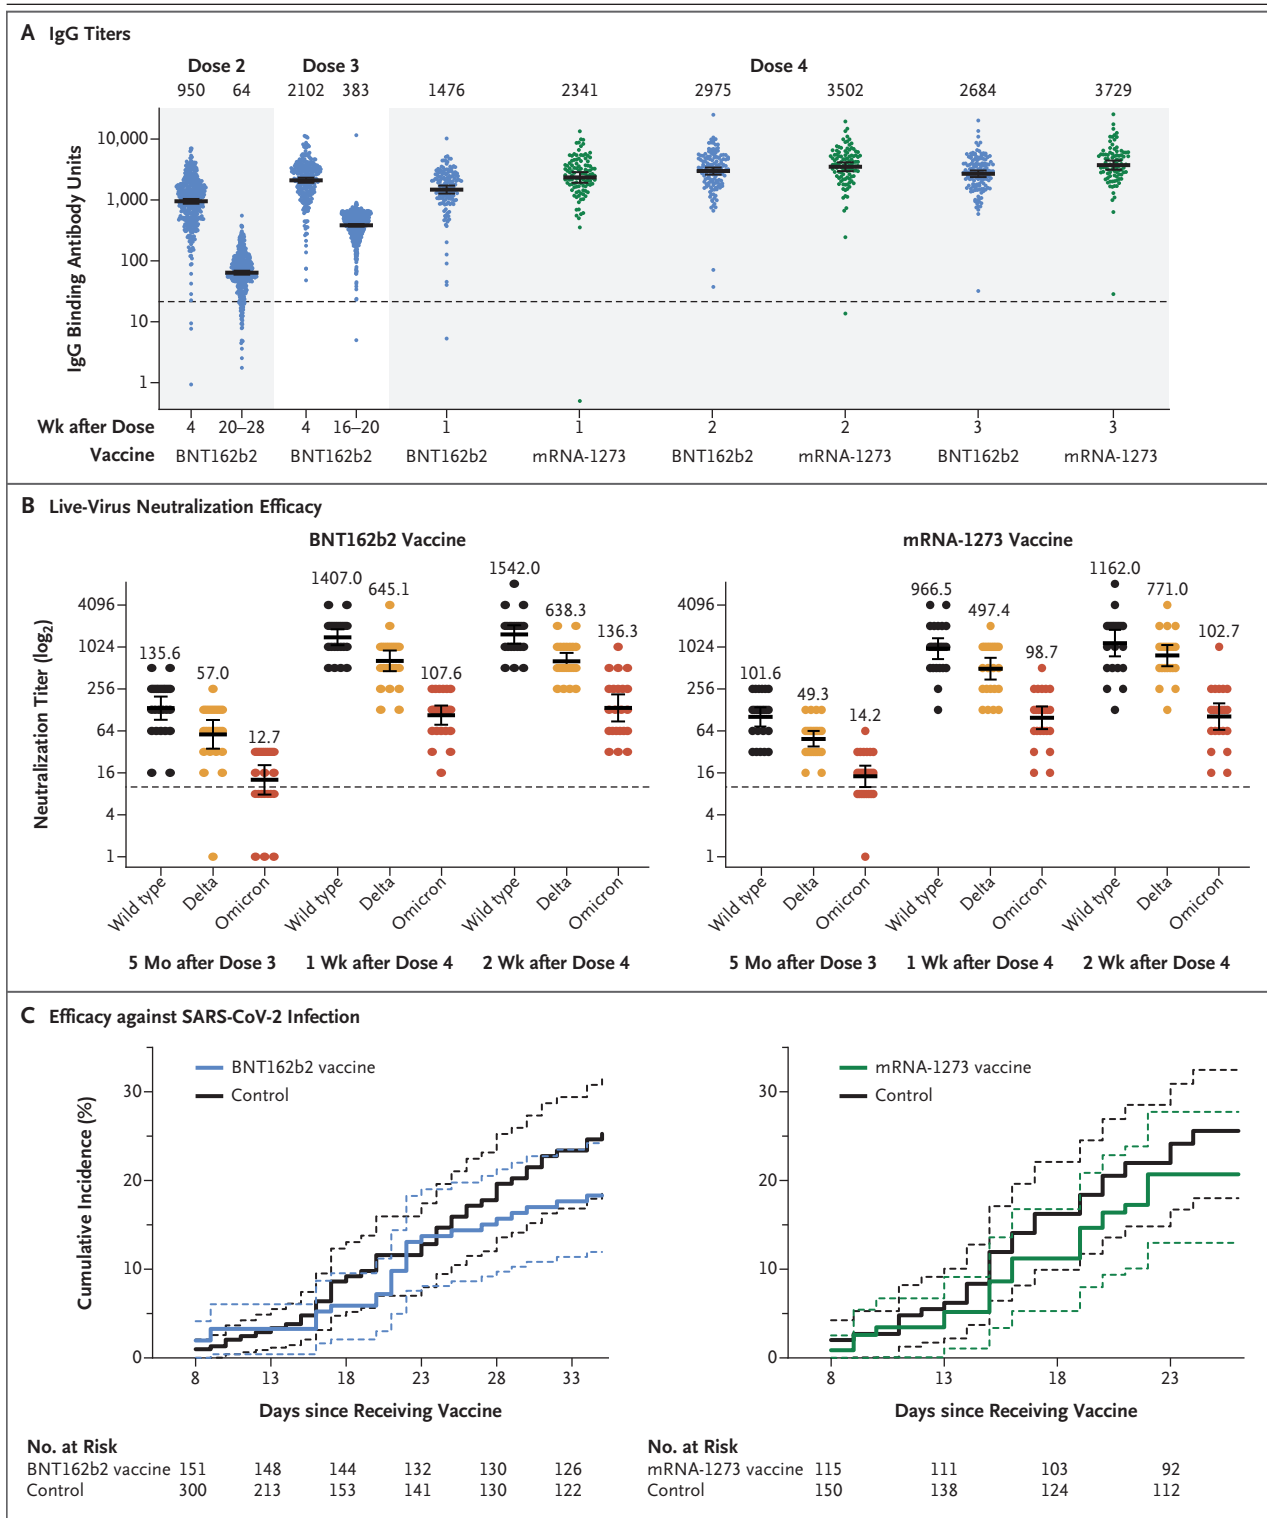 A IgG Titers
Dose 2 Dose 3 Dose 4
950 64 2102 383 1476 2341 2975 3502 2684 3729
IgG Binding Antibody Units
10,000
1,000
100
10
1
Wk after Dose 4 20–28 4 16–20 1 1 2 2 3 3
Vaccine BNT162b2 BNT162b2 BNT162b2 mRNA-1273 BNT162b2 mRNA-1273 BNT162b2 mRNA-1273
B Live-Virus Neutralization Efficacy
BNT162b2 Vaccine
Neutralization Titer (log2)
4096
1024
256
64
16
4
1
135.6 57.0 12.7 1407.0 645.1 107.6 1542.0 638.3 136.3
Wild type Delta Omicron Wild type Delta Omicron Wild type Delta Omicron
5 Mo after Dose 3 1 Wk after Dose 4 2 Wk after Dose 4
mRNA-1273 Vaccine
4096
1024
256
64
16
4
1
101.6 49.3 14.2 966.5 497.4 98.7 1162.0 771.0 102.7
Wild type Delta Omicron Wild type Delta Omicron Wild type Delta Omicron
5 Mo after Dose 3 1 Wk after Dose 4 2 Wk after Dose 4
C Efficacy against SARS-CoV-2 Infection
BNT162b2 vaccine
Control
Cumulative Incidence (%)
30
20
10
0
8 13 18 23 28 33
Days since Receiving Vaccine
No. at Risk
BNT162b2 vaccine 151 148 144 132 130 126
Control 300 213 153 141 130 122
mRNA-1273 vaccine
Control
30
20
10
0
8 13 18 23
Days since Receiving Vaccine
No. at Risk
mRNA-1273 vaccine 115 111 103 92
Control 150 138 124 112